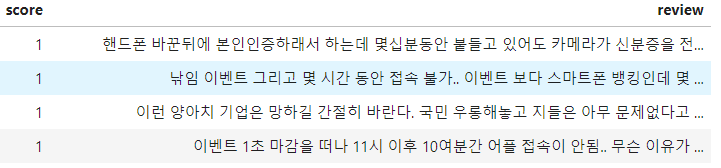 score review
1 핸드폰 바꾼뒤에 본인인증하래서 하는데 몇십분동안 붙들고 있어도 카메라가 신분증을 전...
1 낚임 이벤트 그리고 몇 시간 동안 접속 불가.. 이벤트 보다 스마트폰 뱅킹인데 몇 ...
1 이런 양아치 기업은 망하길 간절히 바란다. 국민 우롱해놓고 지들은 아무 문제없다고 ...
1 이벤트 1초 마감을 떠나 11시 이후 10여분간 어플 접속이 안됨.. 무슨 이유가 ...